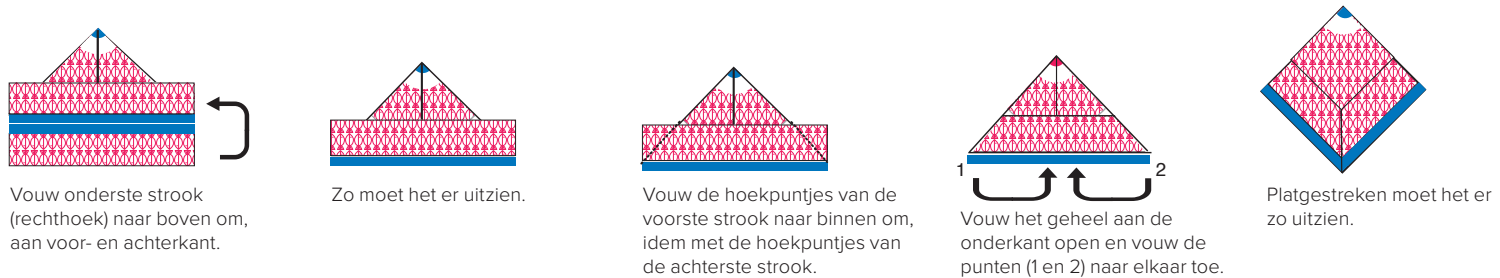 Vouw onderste strook
(rechthoek) naar boven om,
aan voor- en achterkant.
Zo moet het er uitzien.
Vouw de hoekpuntjes van de
voorste strook naar binnen om,
idem met de hoekpuntjes van
de achterste strook.
1 2
Vouw het geheel aan de
onderkant open en vouw de
punten (1 en 2) naar elkaar toe.
Platgestreken moet het er
zo uitzien.